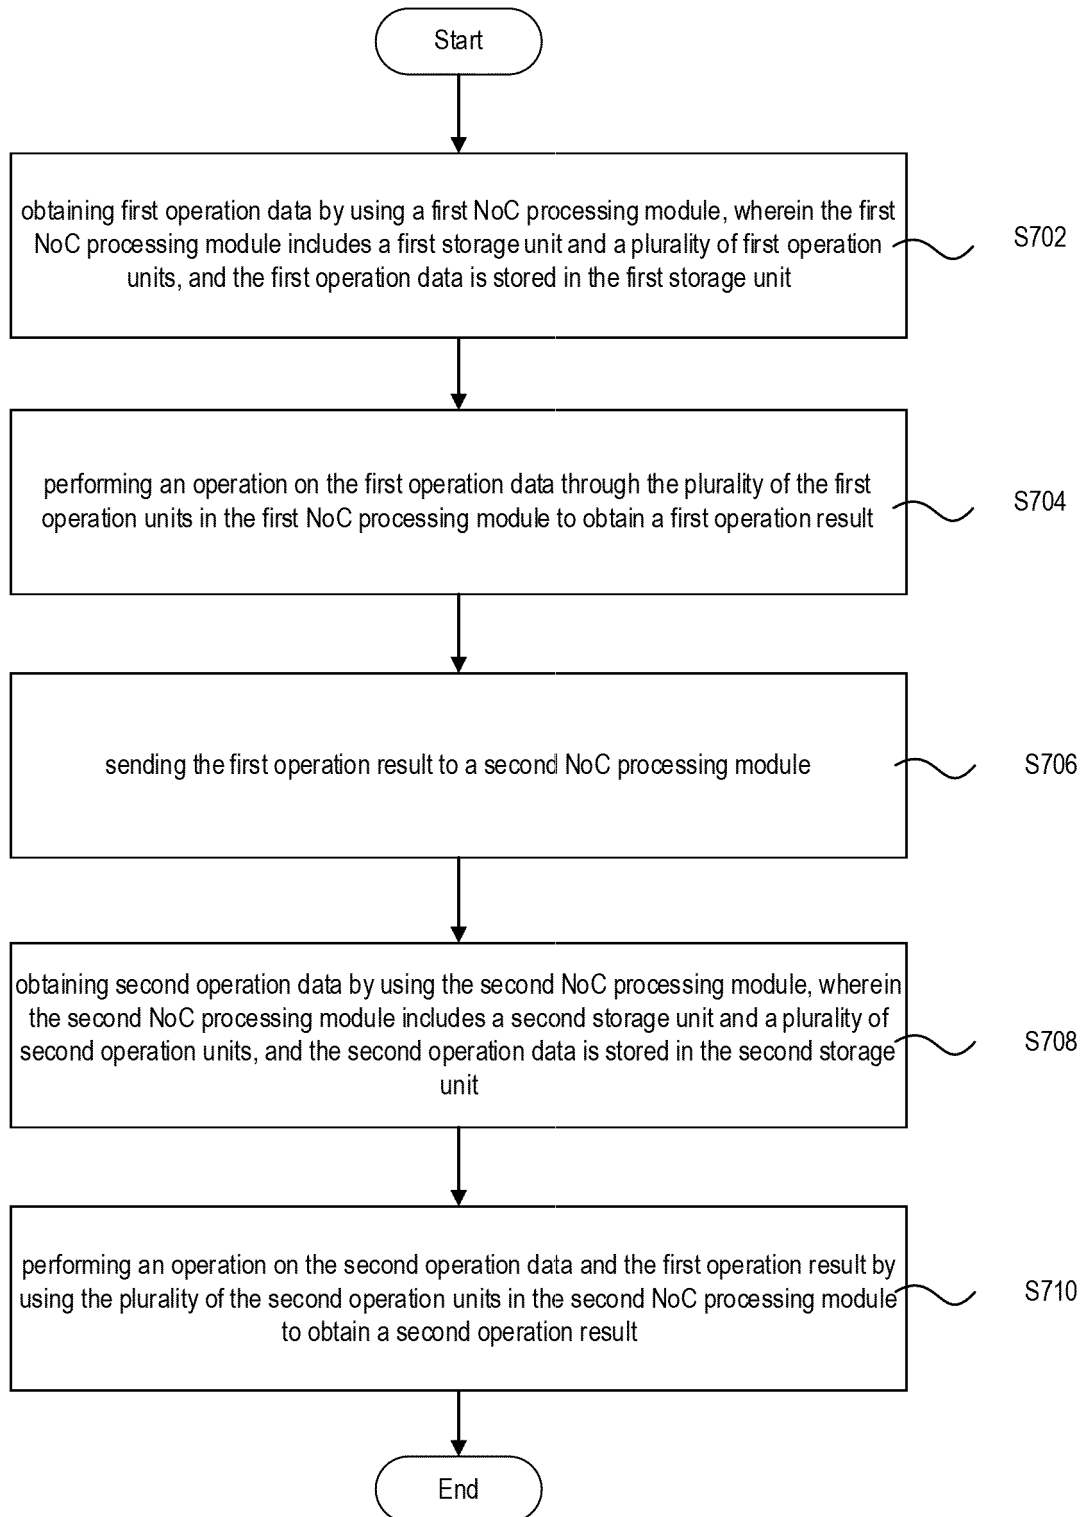 Start
obtaining first operation data by using a first NoC processing module, wherein the first
NoC processing module includes a first storage unit and a plurality of first operation
units, and the first operation data is stored in the first storage unit
S702
performing an operation on the first operation data through the plurality of the first
operation units in the first NoC processing module to obtain a first operation result
S704
sending the first operation result to a second NoC processing module
S706
obtaining second operation data by using the second NoC processing module, wherein
the second NoC processing module includes a second storage unit and a plurality of
second operation units, and the second operation data is stored in the second storage
unit
S708
performing an operation on the second operation data and the first operation result by
using the plurality of the second operation units in the second NoC processing module
to obtain a second operation result
S710
End